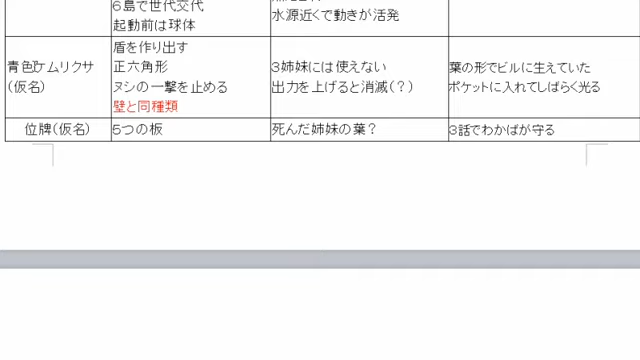 6島で世代交代
起動前は球体
水源近くで動きが活発
青色ケムリクサ
(仮名)
盾を作り出す
正六角形
ヌシの一撃を止める
壁と同種類
3姉妹には使えない
出力を上げると消滅(?)
葉の形でビルに生えていた
ポケットに入れてしばらく光る
位牌(仮名)
5つの板
死んだ姉妹の葉?
3話でわかばが守る